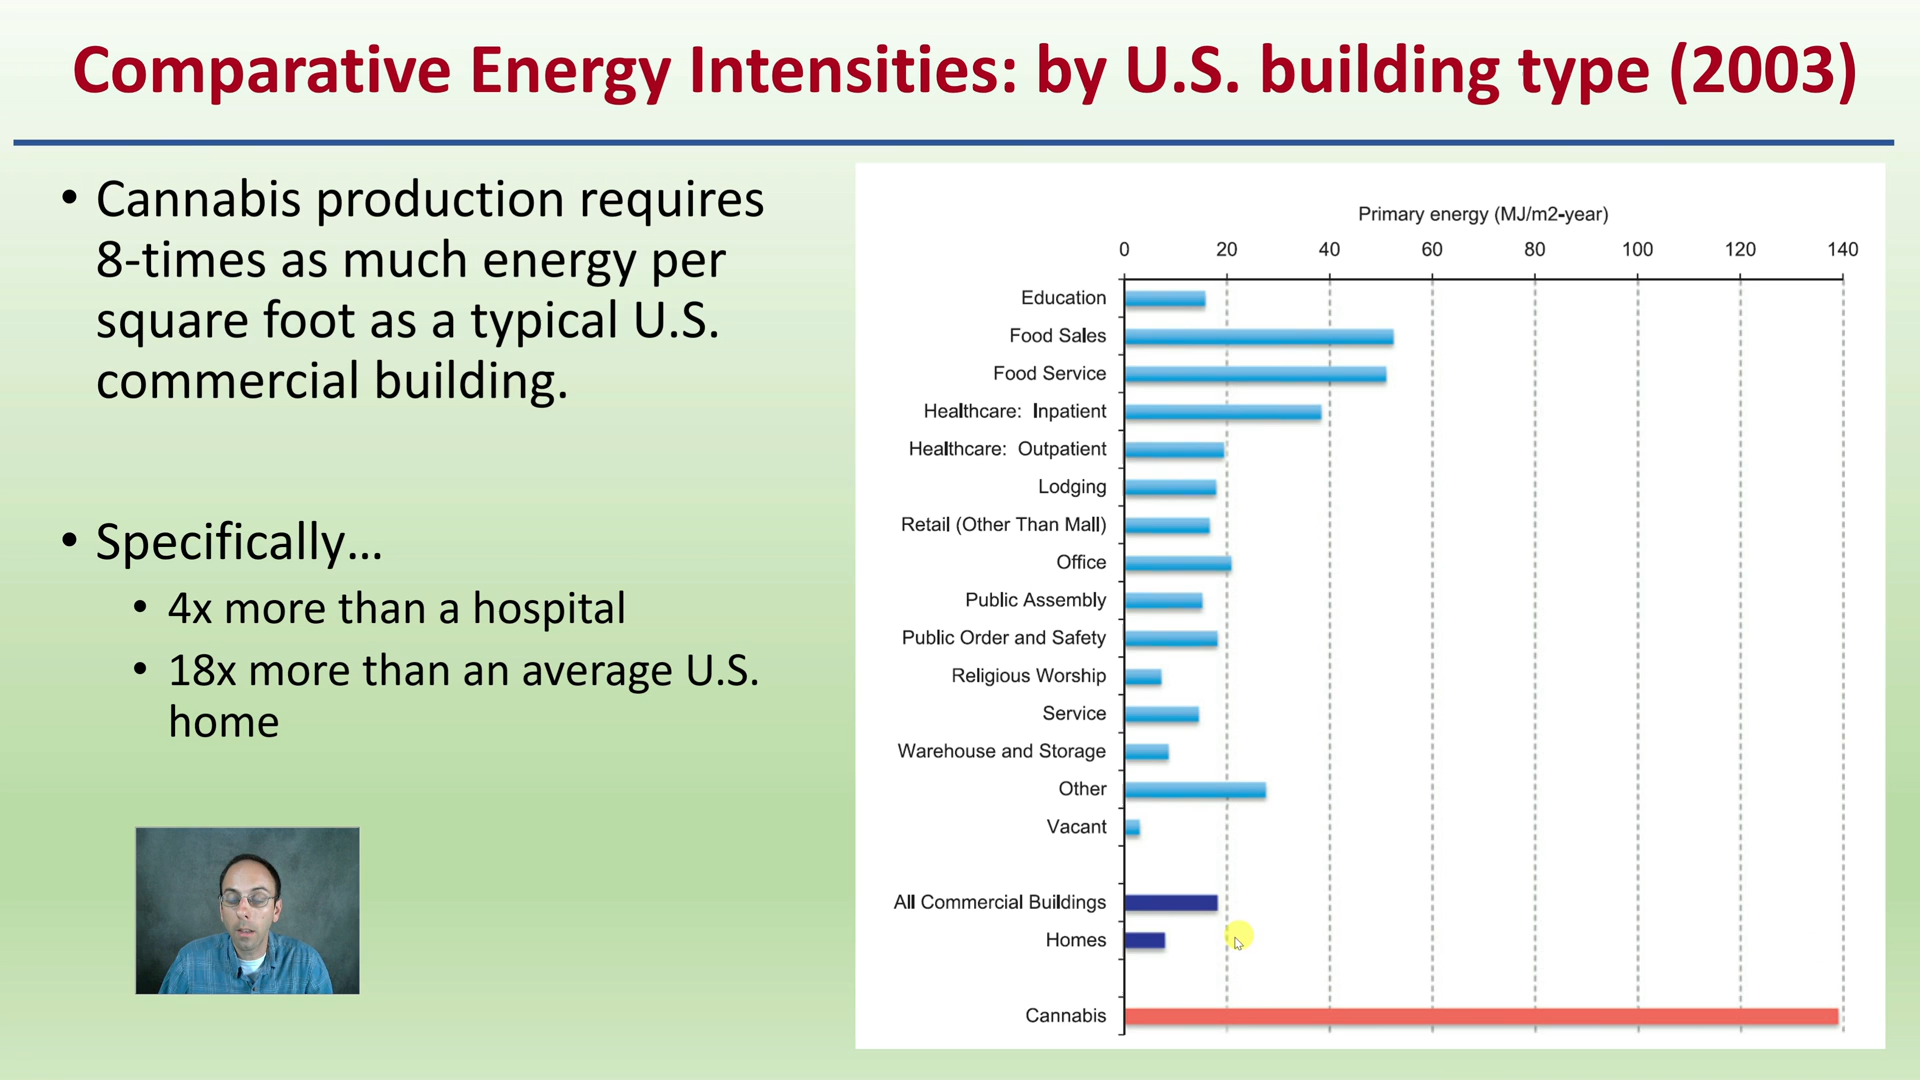 Comparative Energy Intensities: by U.S. building type (2003)
• Cannabis production requires
8-times as much energy per
square foot as a typical U.S.
commercial building.
• Specifically...
• 4x more than a hospital
• 18x more than an average U.S.
home
Primary energy (MJ/m2-year)
0 20 40 60 80 100 120 140
Education
Food Sales
Food Service
Healthcare: Inpatient
Healthcare: Outpatient
Lodging
Retail (Other Than Mall)
Office
Public Assembly
Public Order and Safety
Religious Worship
Service
Warehouse and Storage
Other
Vacant
All Commercial Buildings
Homes
Cannabis